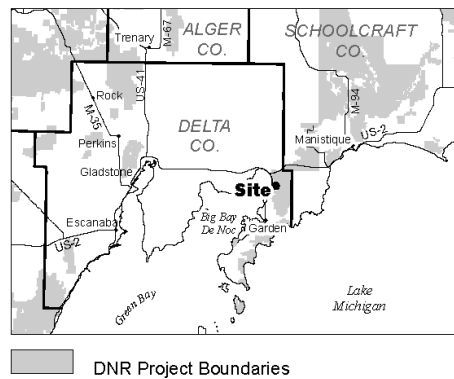 ALGER
CO.
SCHOOLCRAFT
CO.
Trenary
M-67
US-41
M-94
Rock
M-35
DELTA
CO.
Perkins
Manistique
US-2
Gladstone
Site
Big Bay
De Noc
Garden
Escanaba
US-2
Green Bay
Lake
Michigan
DNR Project Boundaries